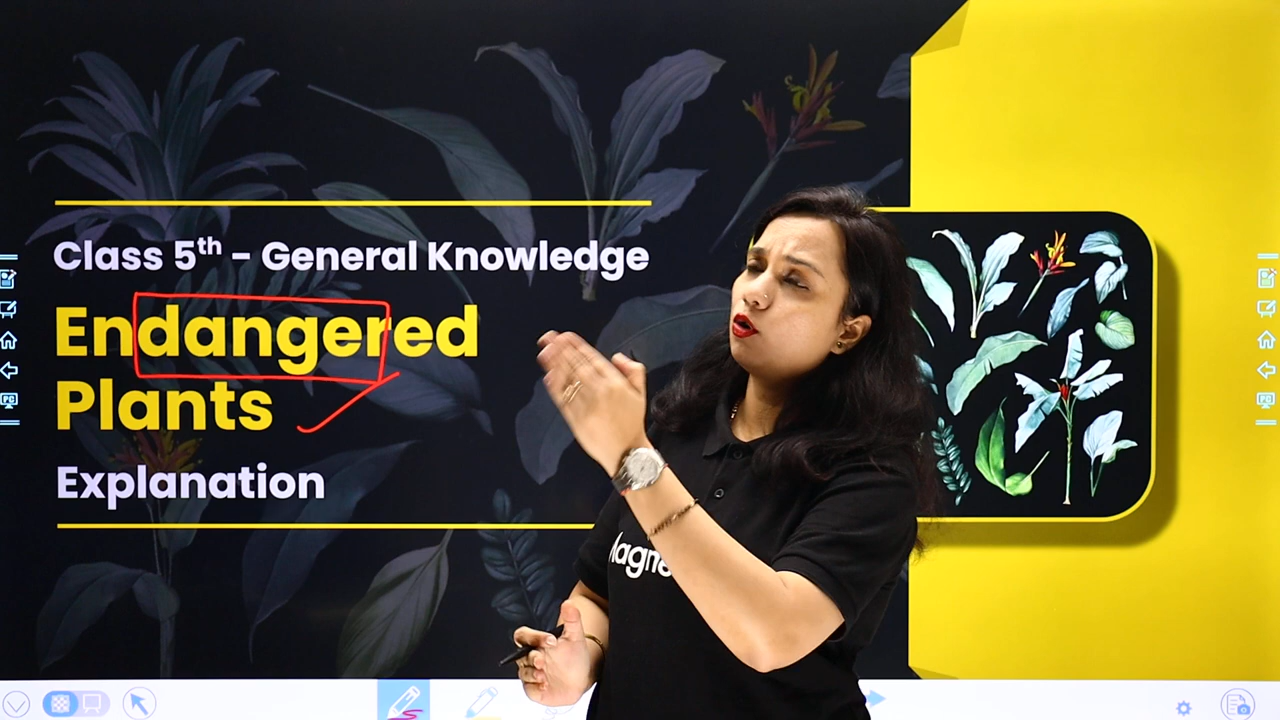 Class 5th - General Knowledge
Endangered
Plants
Explanation